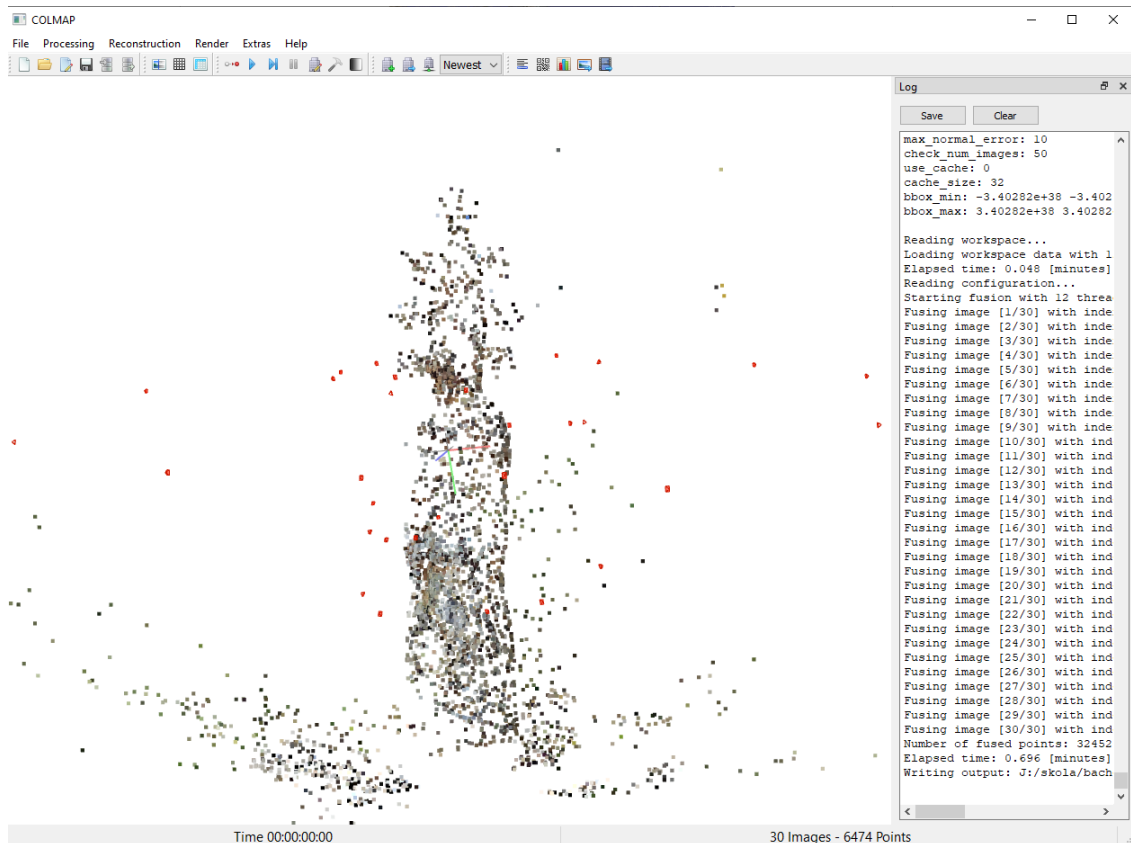 COLMAP
File Processing Reconstruction Render Extras Help
Newest
Log
Save Clear
max_normal_error: 10
check_num_images: 50
use_cache: 0
cache_size: 32
bbox_min: -3.40282e+38 -3.402
bbox_max: 3.40282e+38 3.40282
Reading workspace...
Loading workspace data with 1
Elapsed time: 0.048 [minutes]
Reading configuration...
Starting fusion with 12 threa
Fusing image [1/30] with inde
Fusing image [2/30] with inde
Fusing image [3/30] with inde
Fusing image [4/30] with inde
Fusing image [5/30] with inde
Fusing image [6/30] with inde
Fusing image [7/30] with inde
Fusing image [8/30] with inde
Fusing image [9/30] with inde
Fusing image [10/30] with ind
Fusing image [11/30] with ind
Fusing image [12/30] with ind
Fusing image [13/30] with ind
Fusing image [14/30] with ind
Fusing image [15/30] with ind
Fusing image [16/30] with ind
Fusing image [17/30] with ind
Fusing image [18/30] with ind
Fusing image [19/30] with ind
Fusing image [20/30] with ind
Fusing image [21/30] with ind
Fusing image [22/30] with ind
Fusing image [23/30] with ind
Fusing image [24/30] with ind
Fusing image [25/30] with ind
Fusing image [26/30] with ind
Fusing image [27/30] with ind
Fusing image [28/30] with ind
Fusing image [29/30] with ind
Fusing image [30/30] with ind
Number of fused points: 32452
Elapsed time: 0.696 [minutes]
Writing output: J:/skola/bach
Time 00:00:00:00
30 Images - 6474 Points